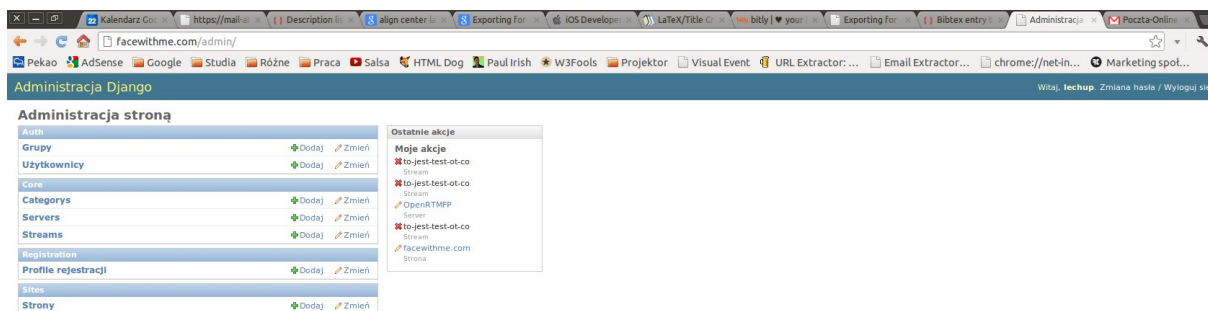 Kalendarz Goo https://mail-at Description lis align center la Exporting for iOS Developer LaTeX/Title Cr bitly | ♥ your Exporting for Bibtex entry t Administracja Poczta-Online
facewithme.com/admin/
Pekao AdSense Google Studia Różne Praca Salsa HTML Dog Paul Irish W3Fools Projektor Visual Event URL Extractor: ... Email Extractor... chrome://net-in... Marketing społ...
Administracja Django
Witaj, lechup. Zmiana hasła / Wyloguj się
Administracja stroną
Auth
Grupy Dodaj Zmień
Użytkownicy Dodaj Zmień
Core
Categorys Dodaj Zmień
Servers Dodaj Zmień
Streams Dodaj Zmień
Registration
Profile rejestracji Dodaj Zmień
Sites
Strony Dodaj Zmień
Ostatnie akcje
Moje akcje
to-jest-test-ot-co
Stream
to-jest-test-ot-co
Stream
OpenRTMFP
Server
to-jest-test-ot-co
Stream
facewithme.com
Strona